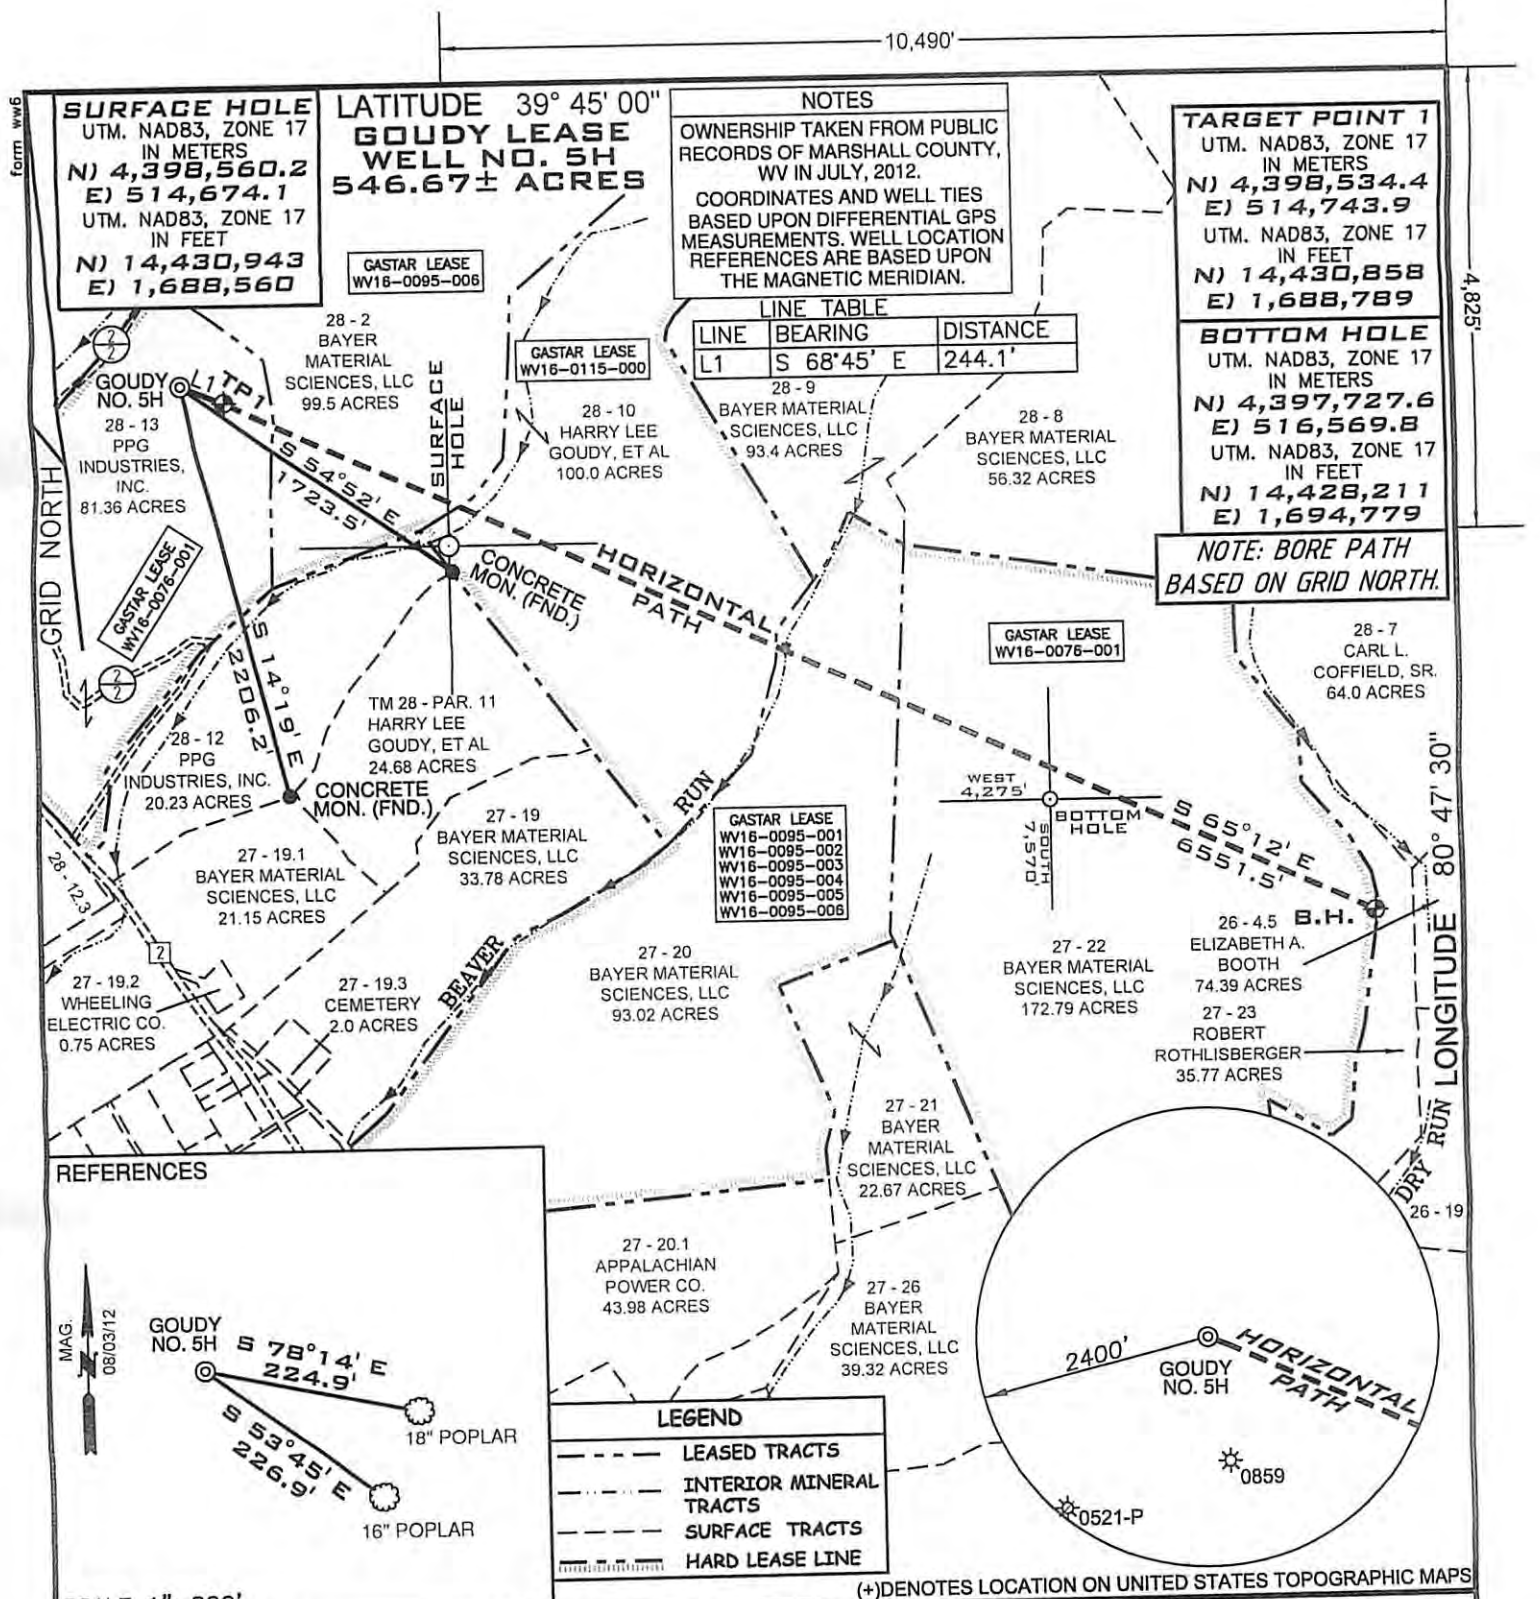 10,490'
form ww6
SURFACE HOLE
UTM. NAD83, ZONE 17
IN METERS
N) 4,398,560.2
E) 514,674.1
UTM. NAD83, ZONE 17
IN FEET
N) 14,430,943
E) 1,688,560
LATITUDE 39° 45' 00"
GOUDY LEASE
WELL NO. 5H
546.67± ACRES
NOTES
OWNERSHIP TAKEN FROM PUBLIC
RECORDS OF MARSHALL COUNTY,
WV IN JULY, 2012.
COORDINATES AND WELL TIES
BASED UPON DIFFERENTIAL GPS
MEASUREMENTS. WELL LOCATION
REFERENCES ARE BASED UPON
THE MAGNETIC MERIDIAN.
LINE TABLE
LINE BEARING DISTANCE
L1 S 68°45' E 244.1'
TARGET POINT 1
UTM. NAD83, ZONE 17
IN METERS
N) 4,398,534.4
E) 514,743.9
UTM. NAD83, ZONE 17
IN FEET
N) 14,430,858
E) 1,688,789
BOTTOM HOLE
UTM. NAD83, ZONE 17
IN METERS
N) 4,397,727.6
E) 516,569.8
UTM. NAD83, ZONE 17
IN FEET
N) 14,428,211
E) 1,694,779
NOTE: BORE PATH
BASED ON GRID NORTH.
4,825'
GASTAR LEASE
WV16-0095-006
28 - 2
BAYER
MATERIAL
SCIENCES, LLC
99.5 ACRES
GASTAR LEASE
WV16-0115-000
28 - 10
HARRY LEE
GOUDY, ET AL
100.0 ACRES
28 - 9
BAYER MATERIAL
SCIENCES, LLC
93.4 ACRES
28 - 8
BAYER MATERIAL
SCIENCES, LLC
56.32 ACRES
2
2
GOUDY
NO. 5H
L1 TP1
28 - 13
PPG
INDUSTRIES,
INC.
81.36 ACRES
SURFACE
HOLE
S 54°52' E
1723.5'
GRID NORTH
GASTAR LEASE
WV16-0076-001
2
2
S 14°19' E
2206.2'
CONCRETE
MON. (FND.)
HORIZONTAL
PATH
GASTAR LEASE
WV16-0076-001
28 - 7
CARL L.
COFFIELD, SR.
64.0 ACRES
TM 28 - PAR. 11
HARRY LEE
GOUDY, ET AL
24.68 ACRES
28 - 12
PPG
INDUSTRIES, INC.
20.23 ACRES
CONCRETE
MON. (FND.)
27 - 19
BAYER MATERIAL
SCIENCES, LLC
33.78 ACRES
27 - 19.1
BAYER MATERIAL
SCIENCES, LLC
21.15 ACRES
28 - 12.3
RUN
BEAVER
GASTAR LEASE
WV16-0095-001
WV16-0095-002
WV16-0095-003
WV16-0095-004
WV16-0095-005
WV16-0095-006
WEST
4,275'
BOTTOM
HOLE
SOUTH
7,570'
S 65°12' E
6551.5'
B.H.
LONGITUDE 80° 47' 30"
26 - 4.5
ELIZABETH A.
BOOTH
74.39 ACRES
27 - 23
ROBERT
ROTHLISBERGER
35.77 ACRES
2
27 - 19.2
WHEELING
ELECTRIC CO.
0.75 ACRES
27 - 19.3
CEMETERY
2.0 ACRES
27 - 20
BAYER MATERIAL
SCIENCES, LLC
93.02 ACRES
27 - 22
BAYER MATERIAL
SCIENCES, LLC
172.79 ACRES
27 - 21
BAYER
MATERIAL
SCIENCES, LLC
22.67 ACRES
DRY RUN
26 - 19
27 - 20.1
APPALACHIAN
POWER CO.
43.98 ACRES
27 - 26
BAYER
MATERIAL
SCIENCES, LLC
39.32 ACRES
REFERENCES
MAG.
N
08/03/12
GOUDY
NO. 5H
S 78°14' E
224.9'
18" POPLAR
S 53°45' E
226.9'
16" POPLAR
LEGEND
LEASED TRACTS
INTERIOR MINERAL
TRACTS
SURFACE TRACTS
HARD LEASE LINE
2400'
GOUDY
NO. 5H
HORIZONTAL
PATH
0859
0521-P
(+)DENOTES LOCATION ON UNITED STATES TOPOGRAPHIC MAPS